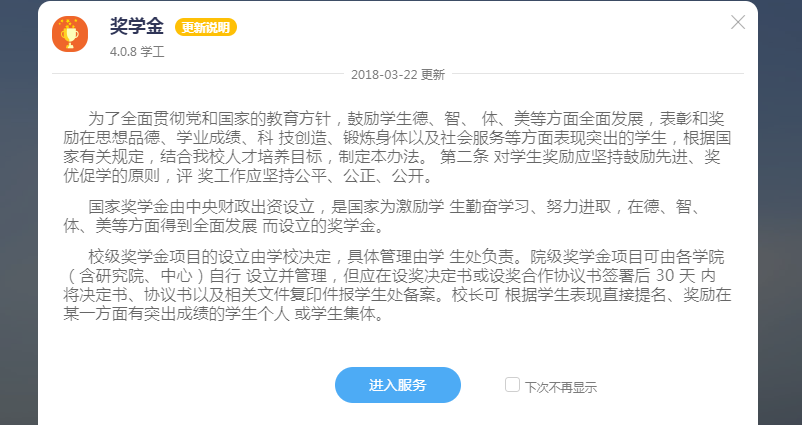 奖学金 更新说明
4.0.8 学工
2018-03-22 更新
为了全面贯彻党和国家的教育方针，鼓励学生德、智、 体、美等方面全面发展，表彰和奖
励在思想品德、学业成绩、科 技创造、锻炼身体以及社会服务等方面表现突出的学生，根据国
家有关规定，结合我校人才培养目标，制定本办法。 第二条 对学生奖励应坚持鼓励先进、奖
优促学的原则，评 奖工作应坚持公平、公正、公开。
国家奖学金由中央财政出资设立，是国家为激励学 生勤奋学习、努力进取，在德、智、
体、美等方面得到全面发展 而设立的奖学金。
校级奖学金项目的设立由学校决定，具体管理由学 生处负责。院级奖学金项目可由各学院
（含研究院、中心）自行 设立并管理，但应在设奖决定书或设奖合作协议书签署后 30 天 内
将决定书、协议书以及相关文件复印件报学生处备案。校长可 根据学生表现直接提名、奖励在
某一方面有突出成绩的学生个人 或学生集体。
进入服务 下次不再显示